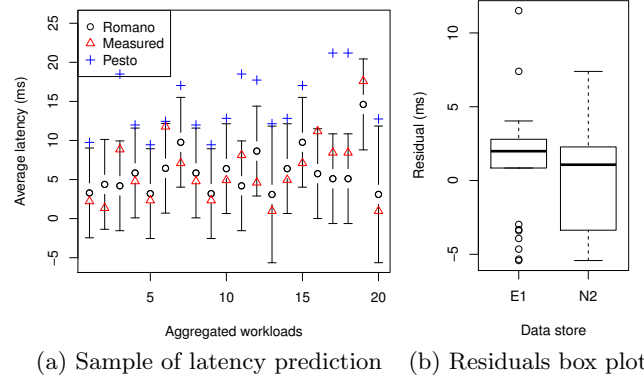 Romano
Measured
Pesto
25
20
15
10
5
0
−5
Average latency (ms)
5
10
15
20
Aggregated workloads
(a) Sample of latency prediction
10
5
0
−5
Residual (ms)
E1
N2
Data store
(b) Residuals box plot